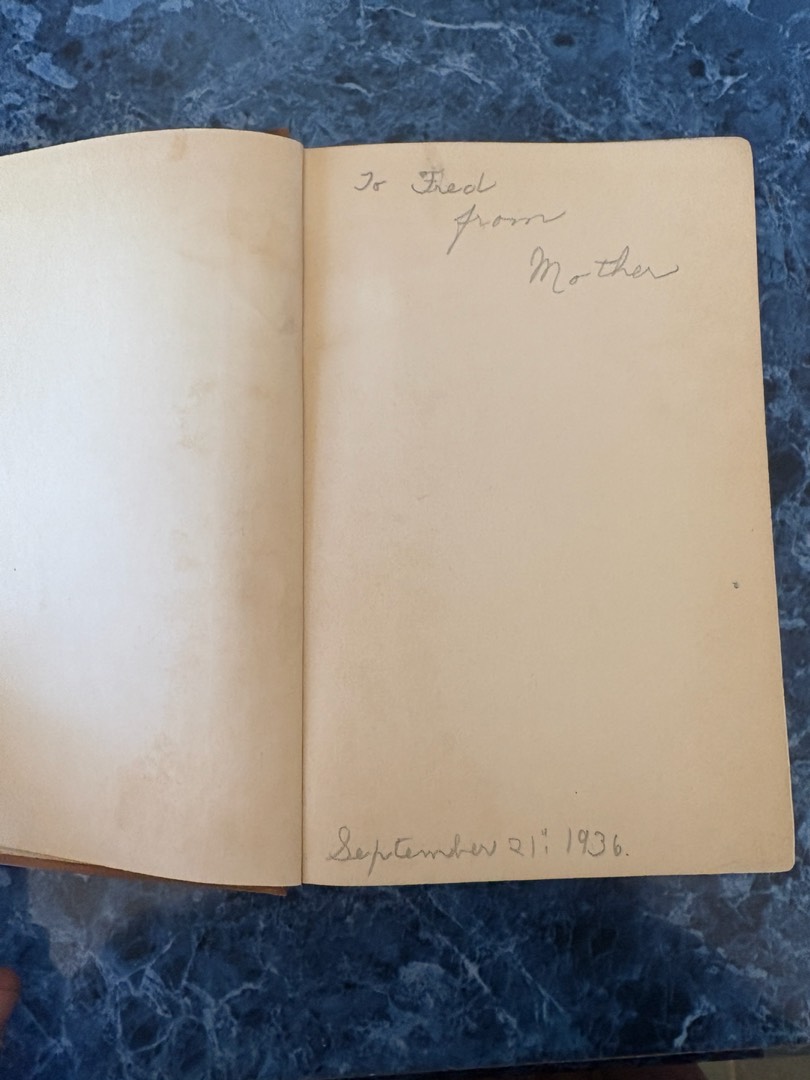 To Fred
from
Mother
September 21st 1936.